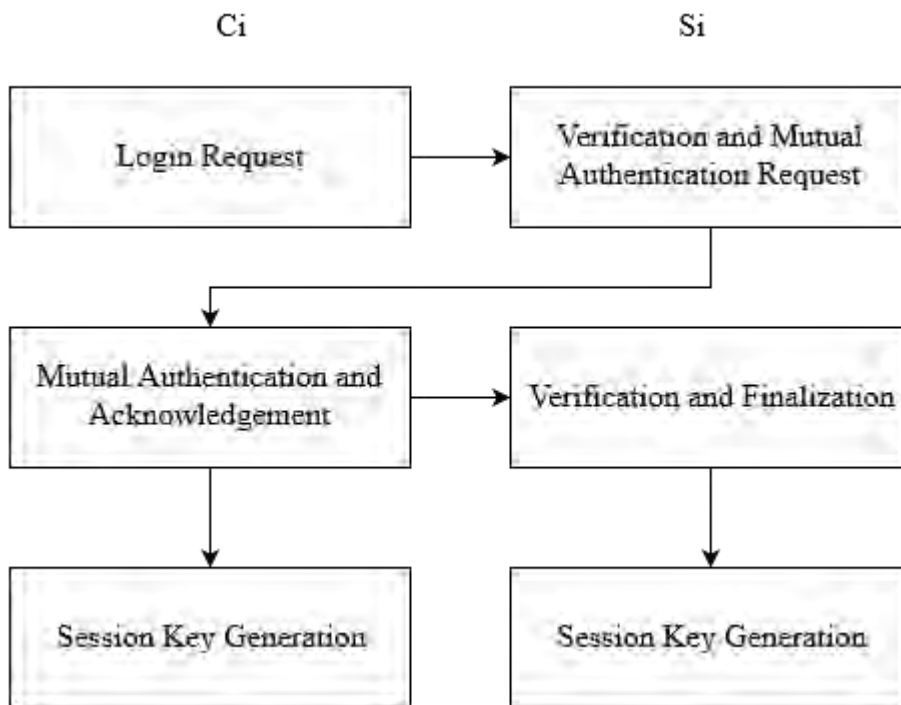 Ci
Si
Login Request
Verification and Mutual
Authentication Request
Mutual Authentication and
Acknowledgement
Verification and Finalization
Session Key Generation
Session Key Generation